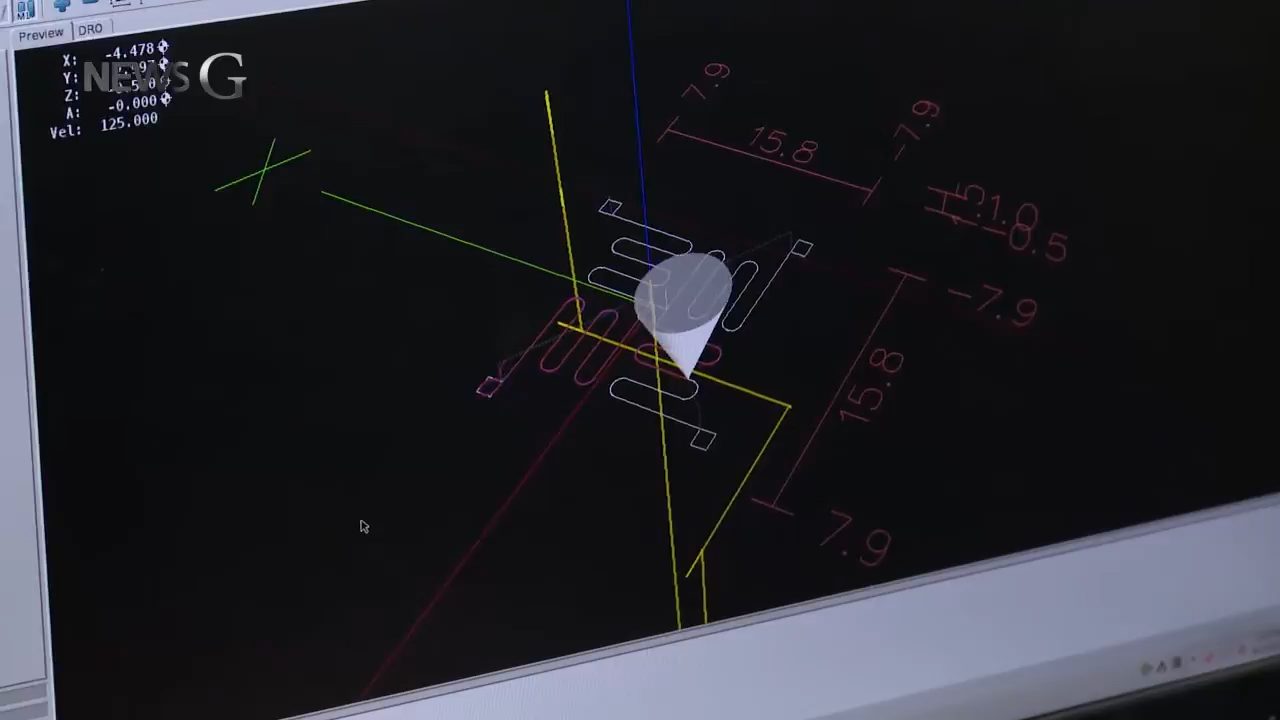 Preview DRO
X: -4.478
Y:
Z:
A: -0.000
Vel: 125.000
NEWS G
7.9
15.8
-7.9
1.0
-0.5
-7.9
15.8
7.9